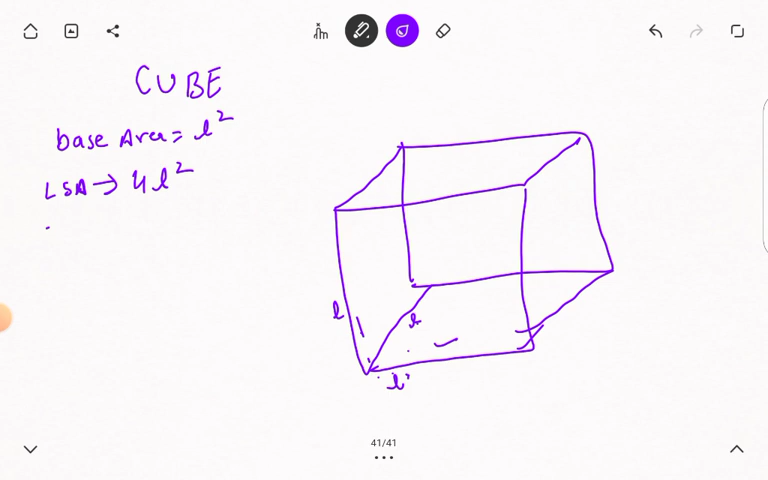 CUBE
base Area = l²
LSA → 4l²
l
l
l
41/41